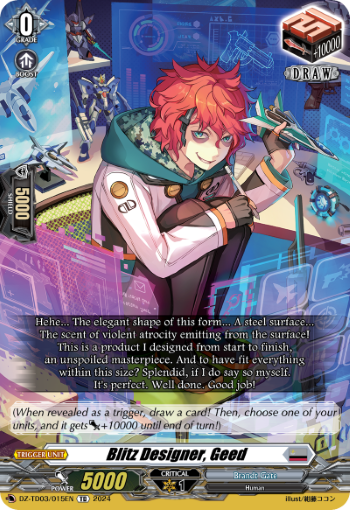 0
GRADE
BOOST
+10000
DRAW
5000
SHIELD
Hehe... The elegant shape of this form... A steel surface...
The scent of violent atrocity emitting from the surface!
This is a product I designed from start to finish,
an unspoiled masterpiece. And to have fit everything
within this size? Splendid, if I do say so myself.
It's perfect. Well done. Good job!
(When revealed as a trigger, draw a card! Then, choose one of your
units, and it gets +10000 until end of turn!)
TRIGGER UNIT
Blitz Designer, Geed
POWER 5000
CRITICAL
1
Brandt Gate
Human
DZ-TD03/015EN TD 2024
illust/紺藤ココン